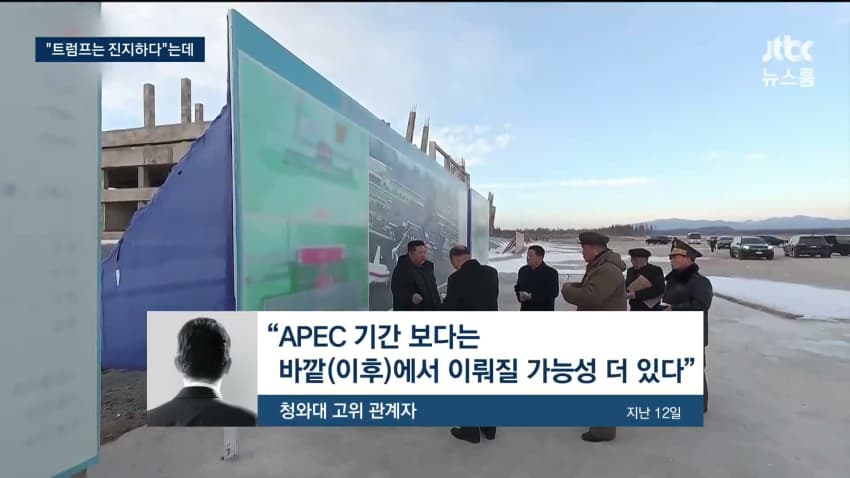 "트럼프는 진지하다"는데
jtbc
뉴스룸
“APEC 기간 보다는
바깥(이후)에서 이뤄질 가능성 더 있다”
청와대 고위 관계자
지난 12일